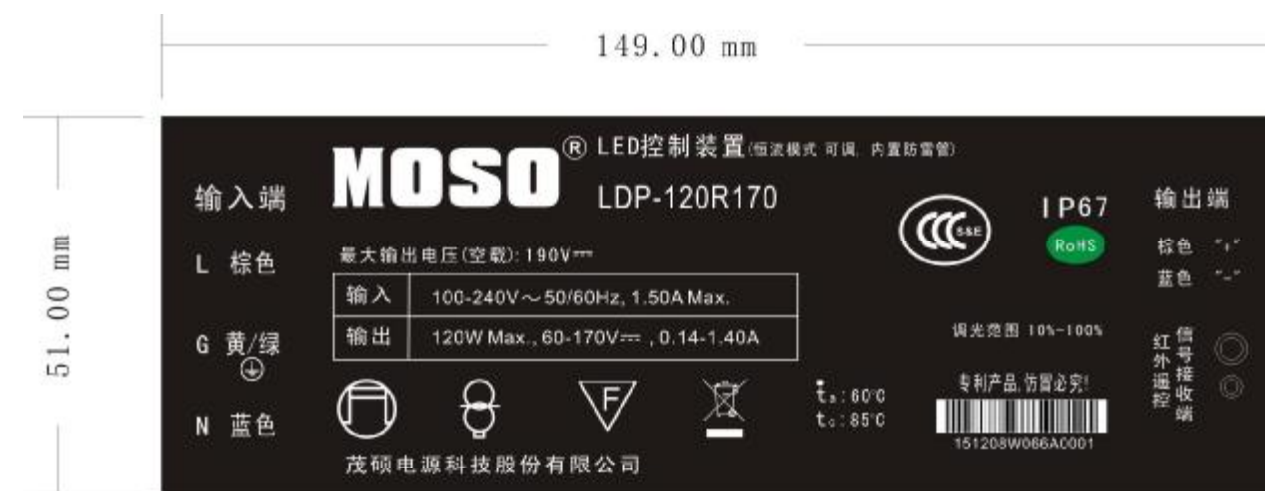 149.00 mm
51.00 mm
MOSO® LED控制装置(恒流模式 可调, 内置防雷管)
LDP-120R170
输入端
L 棕色
G 黄/绿
N 蓝色
最大输出电压(空载): 190V⎓
输入 100-240V～50/60Hz, 1.50A Max.
输出 120W Max., 60-170V⎓, 0.14-1.40A
F
ta:60℃
tc:85℃
茂硕电源科技股份有限公司
CCC S&E
IP67
RoHS
调光范围 10%-100%
专利产品,仿冒必究!
151208W066A0001
输出端
棕色 "+"
蓝色 "-"
红外遥控
信号接收端